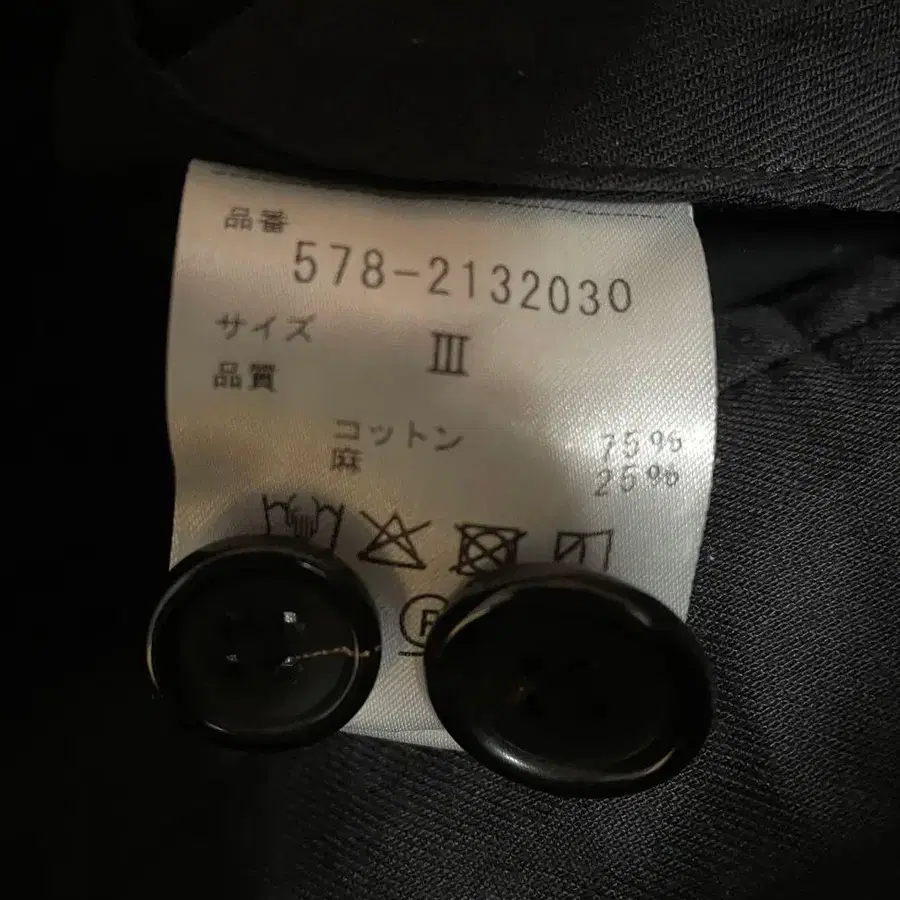 品番
578-2132030
サイズ III
品質
コットン 75%
麻 25%
P